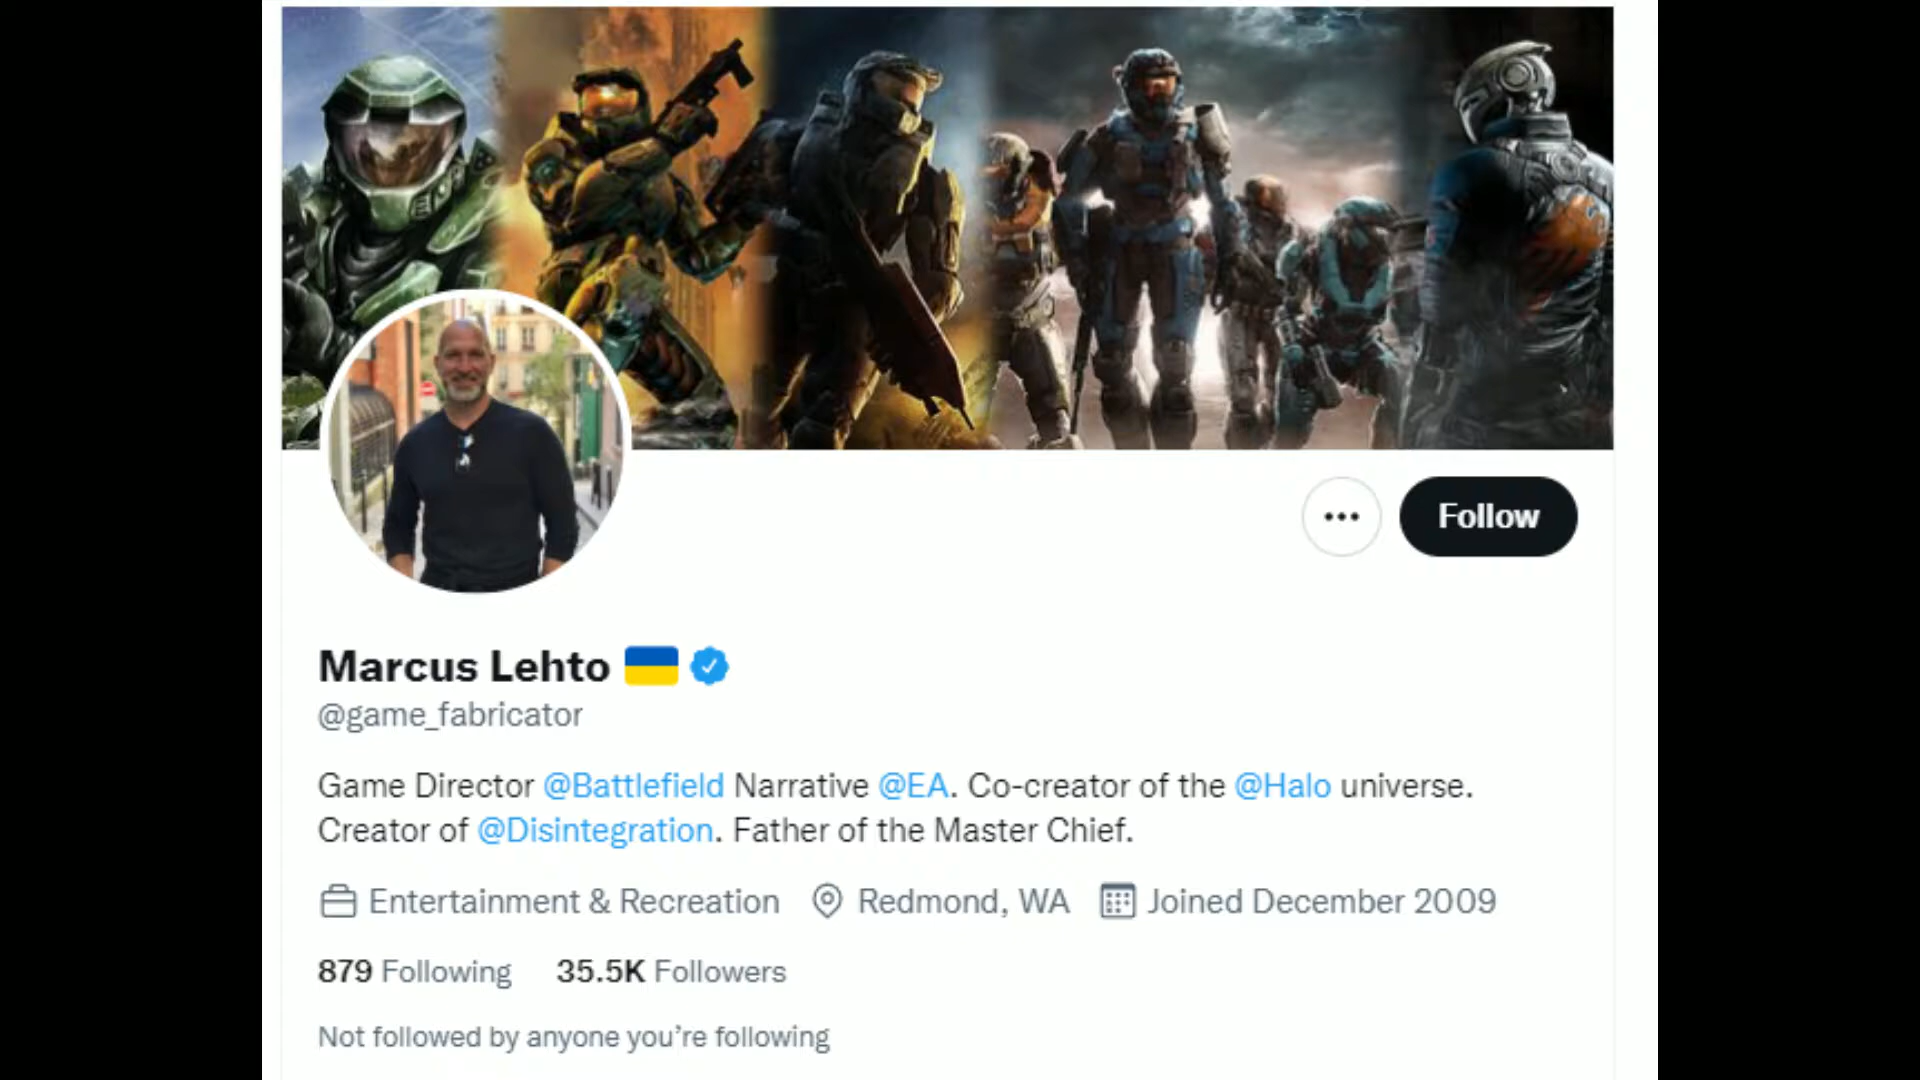 Follow
Marcus Lehto
@game_fabricator
Game Director @Battlefield Narrative @EA. Co-creator of the @Halo universe.
Creator of @Disintegration. Father of the Master Chief.
Entertainment & Recreation Redmond, WA Joined December 2009
879 Following 35.5K Followers
Not followed by anyone you’re following